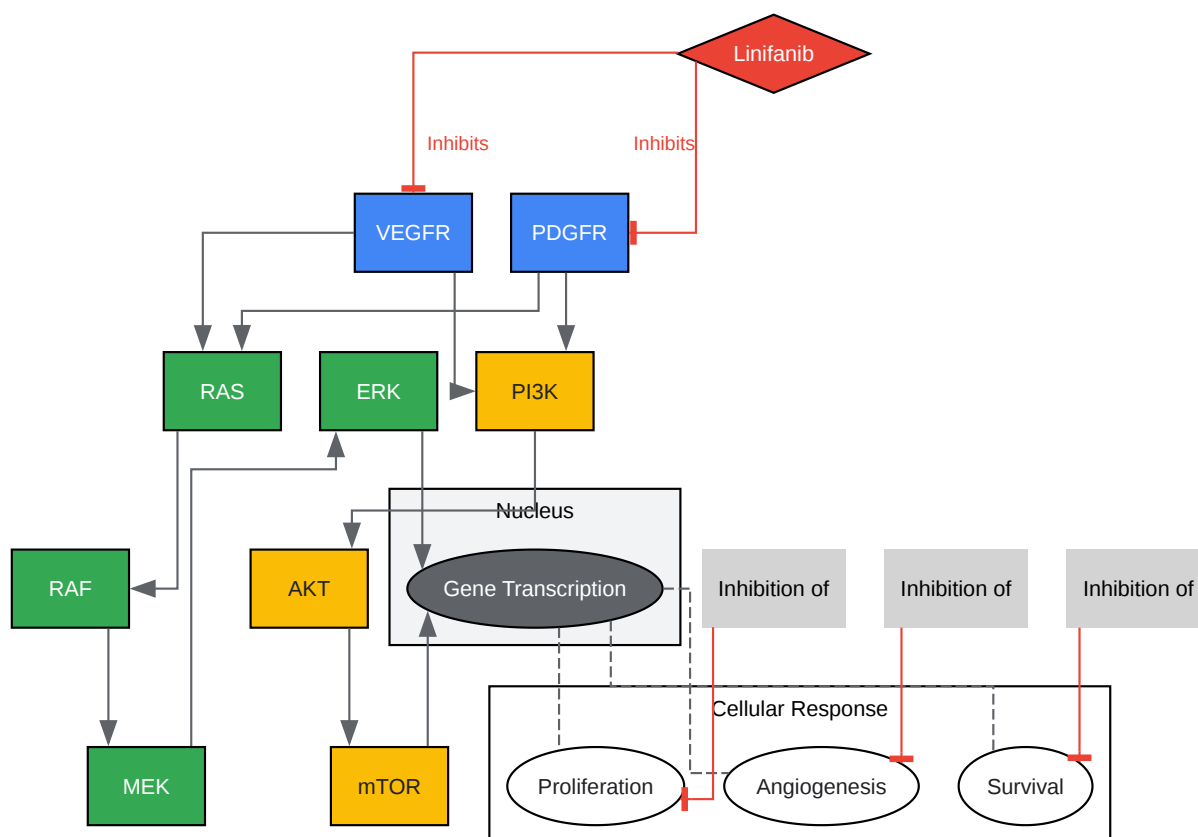 Linifanib
Inhibits
Inhibits
VEGFR
PDGFR
RAS
ERK
PI3K
Nucleus
RAF
AKT
Gene Transcription
Inhibition of
Inhibition of
Inhibition of
Cellular Response
MEK
mTOR
Proliferation
Angiogenesis
Survival